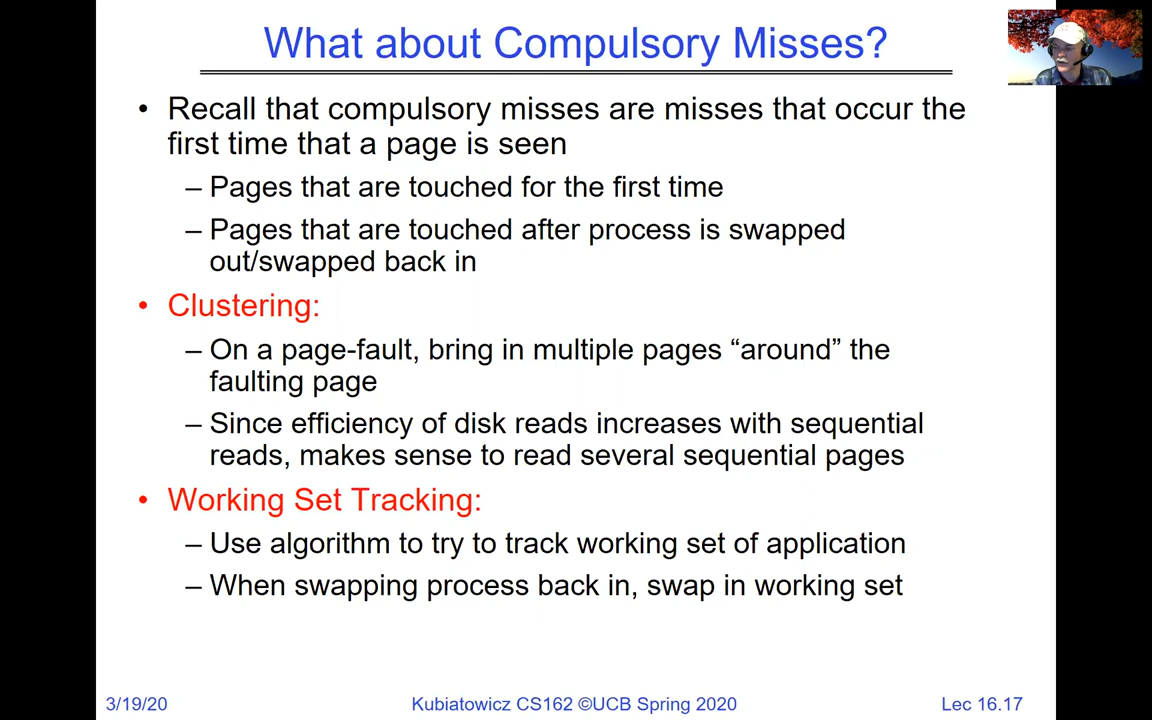 What about Compulsory Misses?
• Recall that compulsory misses are misses that occur the
first time that a page is seen
– Pages that are touched for the first time
– Pages that are touched after process is swapped
out/swapped back in
• Clustering:
– On a page-fault, bring in multiple pages “around” the
faulting page
– Since efficiency of disk reads increases with sequential
reads, makes sense to read several sequential pages
• Working Set Tracking:
– Use algorithm to try to track working set of application
– When swapping process back in, swap in working set
3/19/20
Kubiatowicz CS162 ©UCB Spring 2020
Lec 16.17